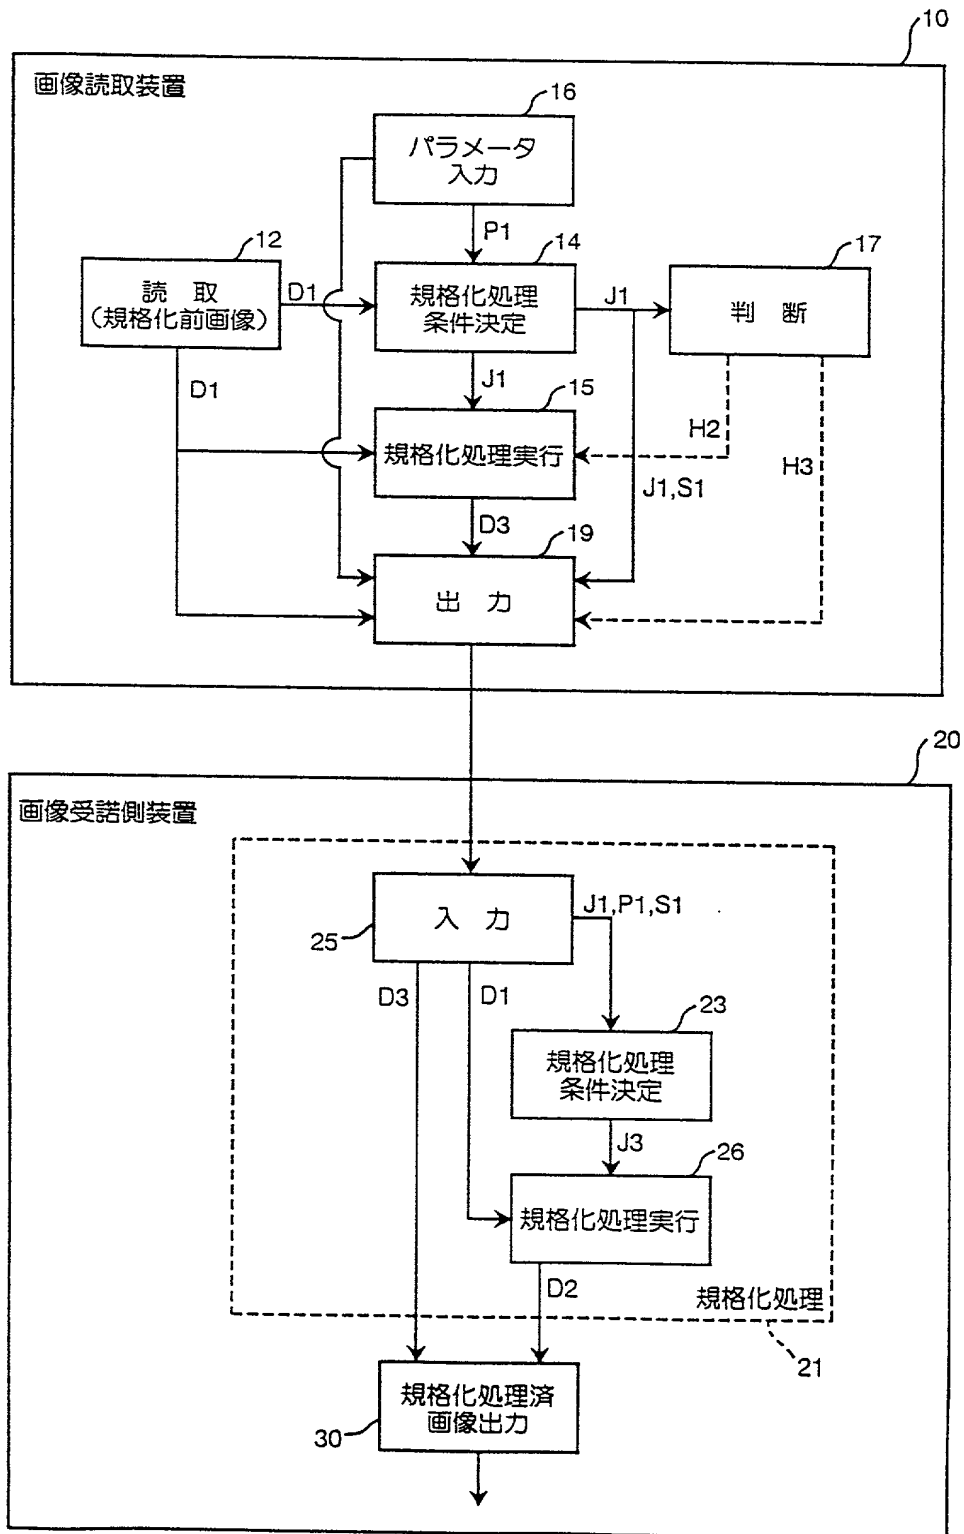 10
画像読取装置
16
パラメータ
入力
P1
12
読 取
(規格化前画像)
D1
14
規格化処理
条件決定
J1
17
判 断
D1
J1
15
規格化処理実行
H2
H3
J1,S1
D3
19
出 力
20
画像受諾側装置
入 力
25
J1,P1,S1
D3
D1
23
規格化処理
条件決定
J3
26
規格化処理実行
D2
規格化処理
21
規格化処理済
画像出力
30